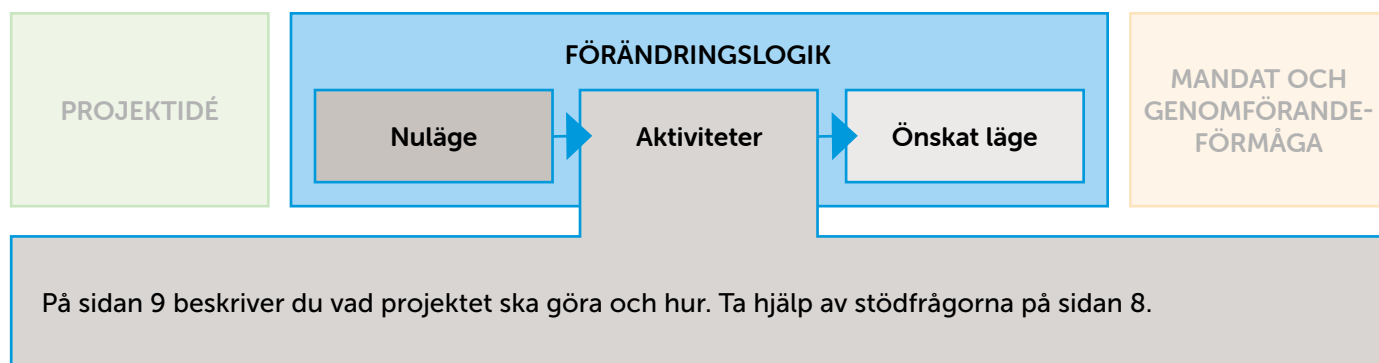 PROJEKTIDÉ
FÖRÄNDRINGSLOGIK
Nuläge
Aktiviteter
Önskat läge
MANDAT OCH
GENOMFÖRANDE-
FÖRMÅGA
På sidan 9 beskriver du vad projektet ska göra och hur. Ta hjälp av stödfrågorna på sidan 8.